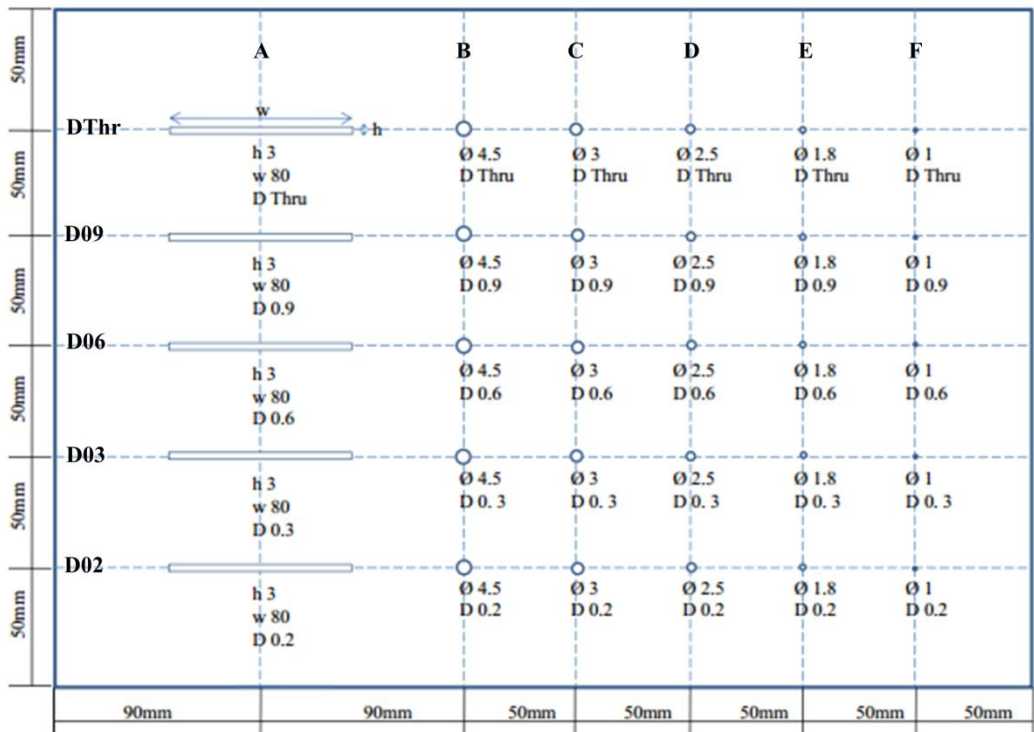 A B C D E F
50mm
w
DThr h
h 3 Ø 4.5 Ø 3 Ø 2.5 Ø 1.8 Ø 1
w 80 D Thru D Thru D Thru D Thru D Thru
D Thru
50mm
D09
h 3 Ø 4.5 Ø 3 Ø 2.5 Ø 1.8 Ø 1
w 80 D 0.9 D 0.9 D 0.9 D 0.9 D 0.9
D 0.9
50mm
D06
h 3 Ø 4.5 Ø 3 Ø 2.5 Ø 1.8 Ø 1
w 80 D 0.6 D 0.6 D 0.6 D 0.6 D 0.6
D 0.6
50mm
D03
h 3 Ø 4.5 Ø 3 Ø 2.5 Ø 1.8 Ø 1
w 80 D 0. 3 D 0. 3 D 0. 3 D 0. 3 D 0. 3
D 0.3
50mm
D02
h 3 Ø 4.5 Ø 3 Ø 2.5 Ø 1.8 Ø 1
w 80 D 0.2 D 0.2 D 0.2 D 0.2 D 0.2
D 0.2
50mm
90mm 90mm 50mm 50mm 50mm 50mm 50mm